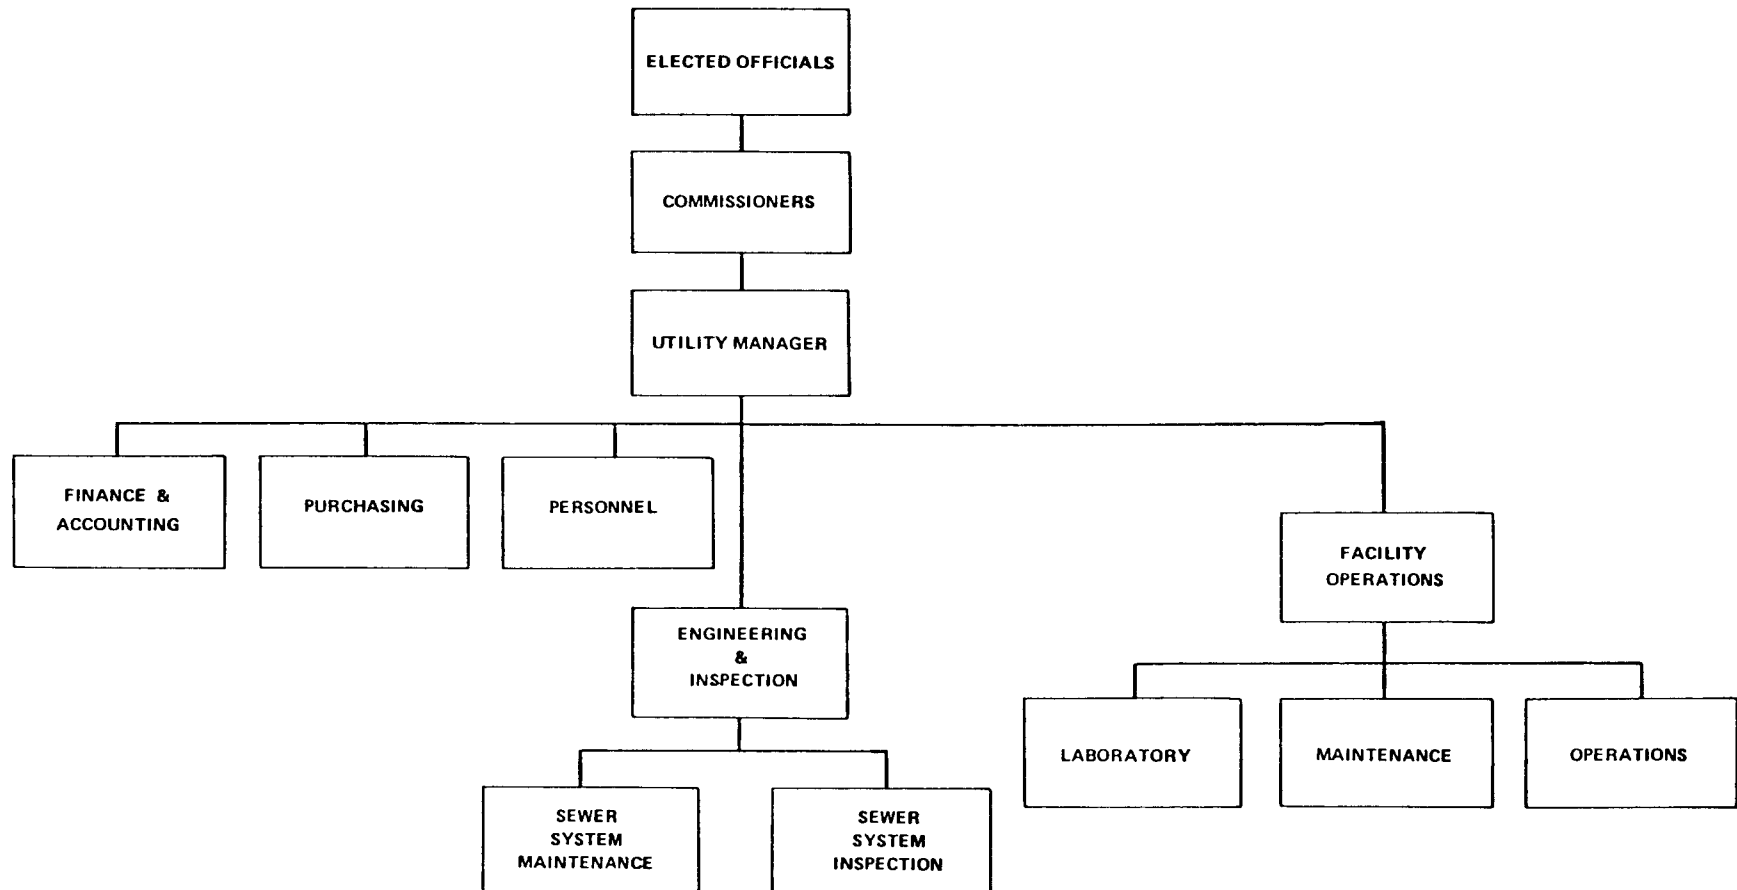 ELECTED OFFICIALS
COMMISSIONERS
UTILITY MANAGER
FINANCE &
ACCOUNTING
PURCHASING
PERSONNEL
FACILITY
OPERATIONS
ENGINEERING
&
INSPECTION
LABORATORY
MAINTENANCE
OPERATIONS
SEWER
SYSTEM
MAINTENANCE
SEWER
SYSTEM
INSPECTION